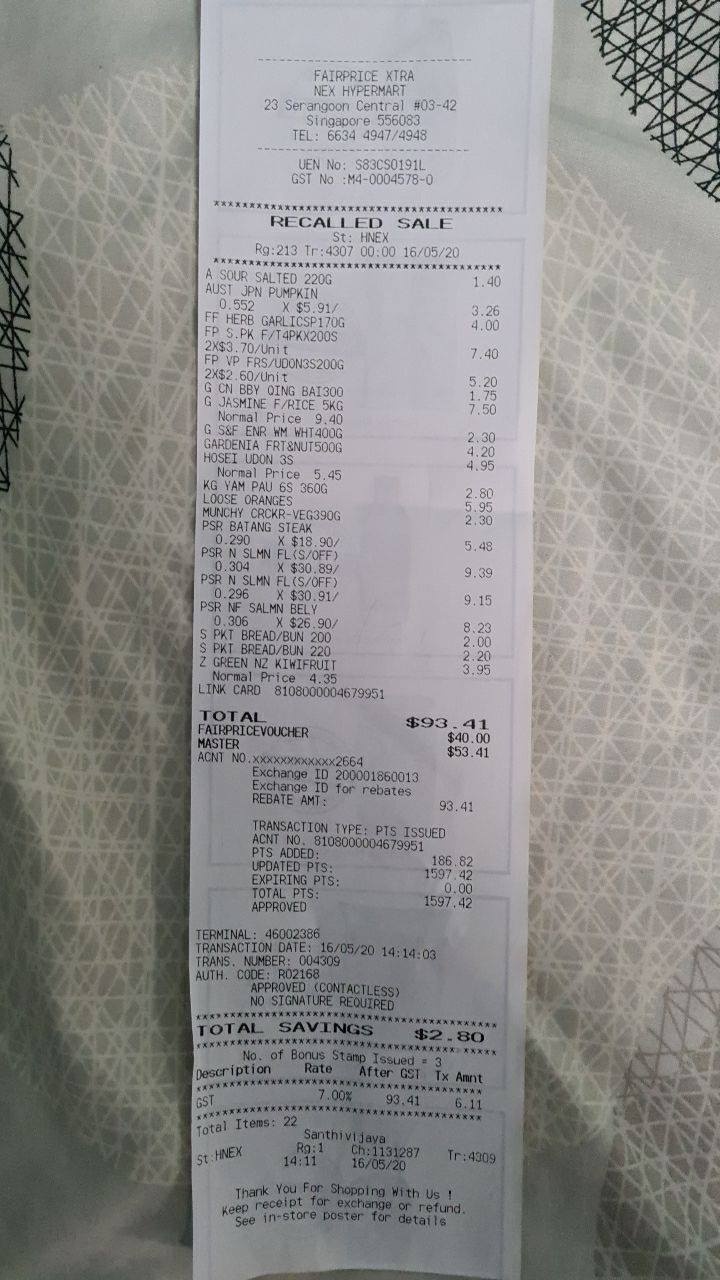 FAIRPRICE XTRA
NEX HYPERMART
23 Serangoon Central #03-42
Singapore 556083
TEL: 6634 4947/4948
UEN No: S83CS0191L
GST No :M4-0004578-0
RECALLED SALE
St: HNEX
Rg:213 Tr:4307 00:00 16/05/20
A SOUR SALTED 220G 1.40
AUST JPN PUMPKIN
0.552 X $5.91/ 3.26
FF HERB GARLICSP170G 4.00
FP S.PK F/T4PKX200S
2X$3.70/Unit 7.40
FP VP FRS/UDON3S200G
2X$2.60/Unit 5.20
G CN BBY QING BAI300 1.75
G JASMINE F/RICE 5KG 7.50
Normal Price 9.40
G S&F ENR WM WHT400G 2.30
GARDENIA FRT&NUT500G 4.20
HOSEI UDON 3S 4.95
Normal Price 5.45
KG YAM PAU 6S 360G 2.80
LOOSE ORANGES 5.95
MUNCHY CRCKR-VEG390G 2.30
PSR BATANG STEAK
0.290 X $18.90/ 5.48
PSR N SLMN FL(S/OFF)
0.304 X $30.89/ 9.39
PSR N SLMN FL(S/OFF)
0.296 X $30.91/ 9.15
PSR NF SALMN BELY
0.306 X $26.90/ 8.23
S PKT BREAD/BUN 200 2.00
S PKT BREAD/BUN 220 2.20
Z GREEN NZ KIWIFRUIT 3.95
Normal Price 4.35
LINK CARD 8108000004679951
TOTAL $93.41
FAIRPRICEVOUCHER $40.00
MASTER $53.41
ACNT NO.xxxxxxxxxxxx2664
Exchange ID 200001860013
Exchange ID for rebates
REBATE AMT: 93.41
TRANSACTION TYPE: PTS ISSUED
ACNT NO. 8108000004679951
PTS ADDED: 186.82
UPDATED PTS: 1597.42
EXPIRING PTS: 0.00
TOTAL PTS: 1597.42
APPROVED
TERMINAL: 46002386
TRANSACTION DATE: 16/05/20 14:14:03
TRANS. NUMBER: 004309
AUTH. CODE: R02168
APPROVED (CONTACTLESS)
NO SIGNATURE REQUIRED
TOTAL SAVINGS $2.80
No. of Bonus Stamp Issued = 3
Description Rate After GST Tx Amnt
GST 7.00% 93.41 6.11
Total Items: 22
Santhivijaya
St:HNEX Rg:1 Ch:1131287 Tr:4309
14:11 16/05/20
Thank You For Shopping With Us !
Keep receipt for exchange or refund.
See in-store poster for details